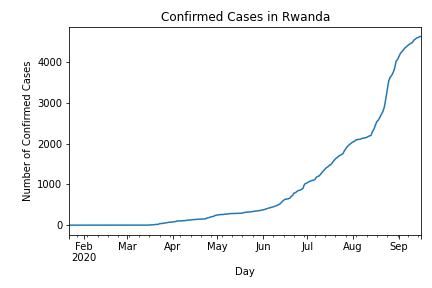 Confirmed Cases in Rwanda
Number of Confirmed Cases
4000
3000
2000
1000
0
Feb Mar Apr May Jun Jul Aug Sep
2020
Day